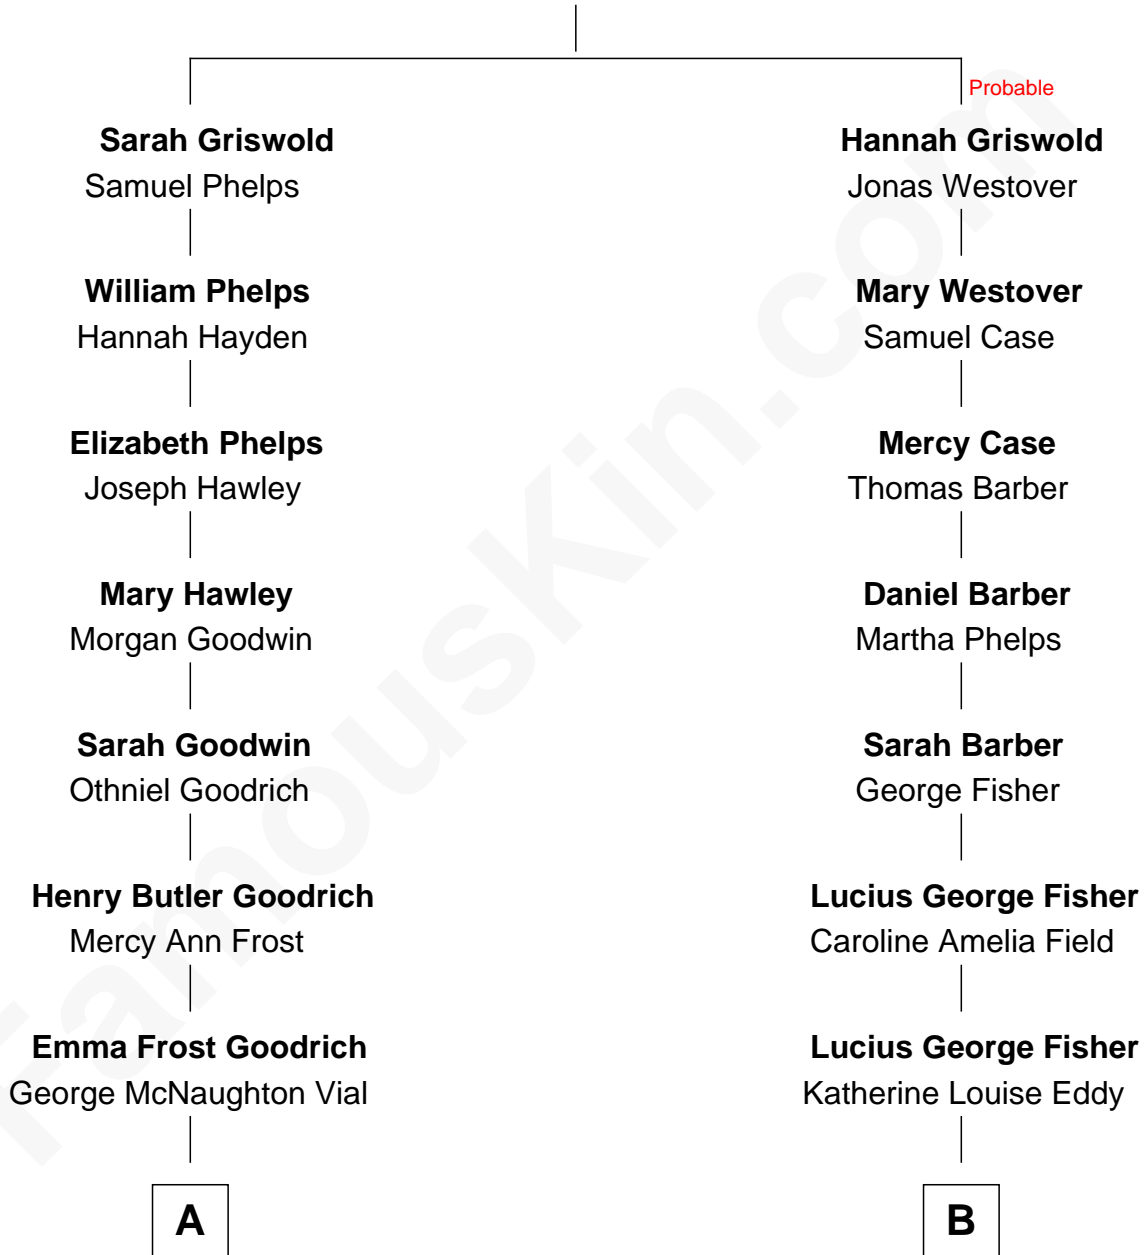 Probable
Sarah Griswold
Samuel Phelps
Hannah Griswold
Jonas Westover
William Phelps
Hannah Hayden
Mary Westover
Samuel Case
Elizabeth Phelps
Joseph Hawley
Mercy Case
Thomas Barber
Mary Hawley
Morgan Goodwin
Daniel Barber
Martha Phelps
Sarah Goodwin
Othniel Goodrich
Sarah Barber
George Fisher
Henry Butler Goodrich
Mercy Ann Frost
Lucius George Fisher
Caroline Amelia Field
Emma Frost Goodrich
George McNaughton Vial
Lucius George Fisher
Katherine Louise Eddy
A
B
FamousKin.com